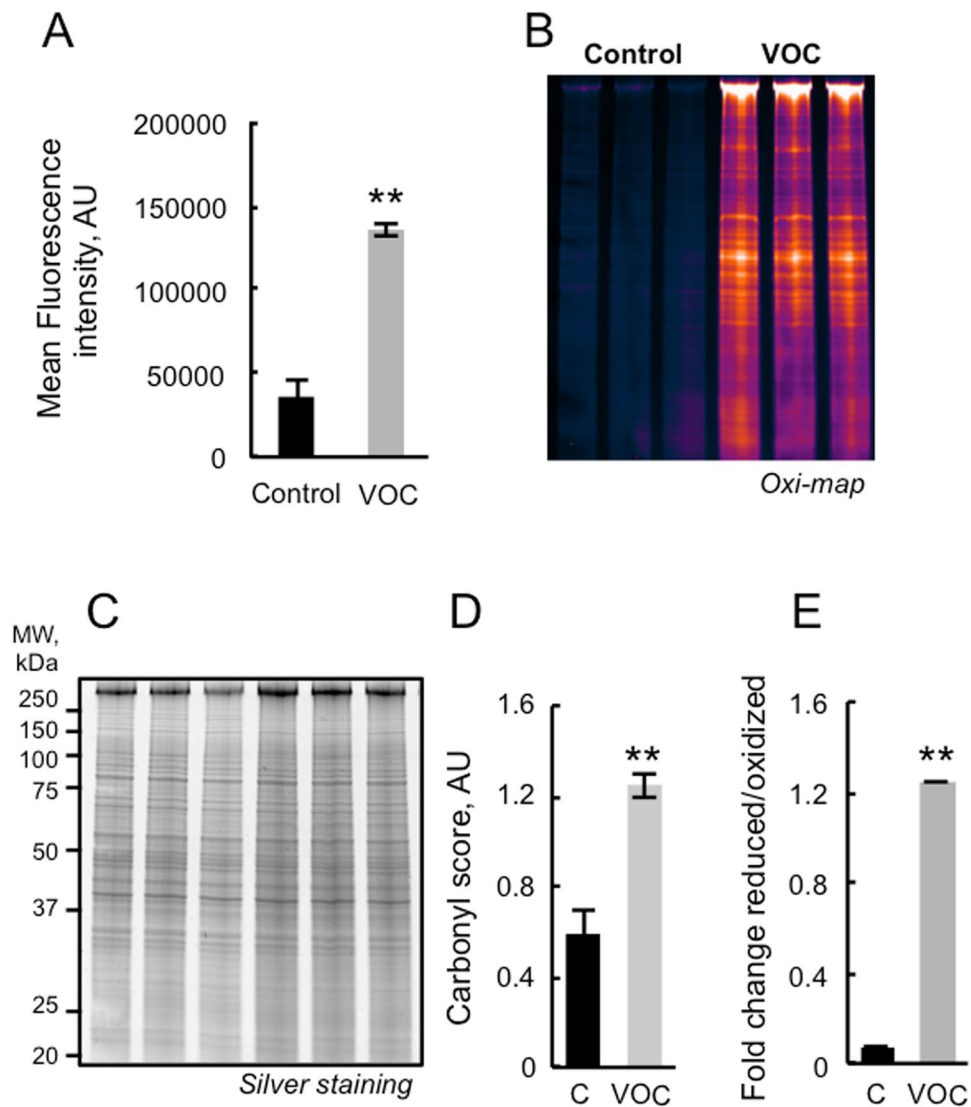 A
Mean Fluorescence
intensity, AU
200000
150000
100000
50000
0
**
Control VOC
B
Control VOC
Oxi-map
C
MW,
kDa
250
150
100
75
50
37
25
20
Silver staining
D
Carbonyl score, AU
1.6
1.2
0.8
0.4
0
**
C VOC
E
Fold change reduced/oxidized
1.6
1.2
0.8
0.4
0
**
C VOC